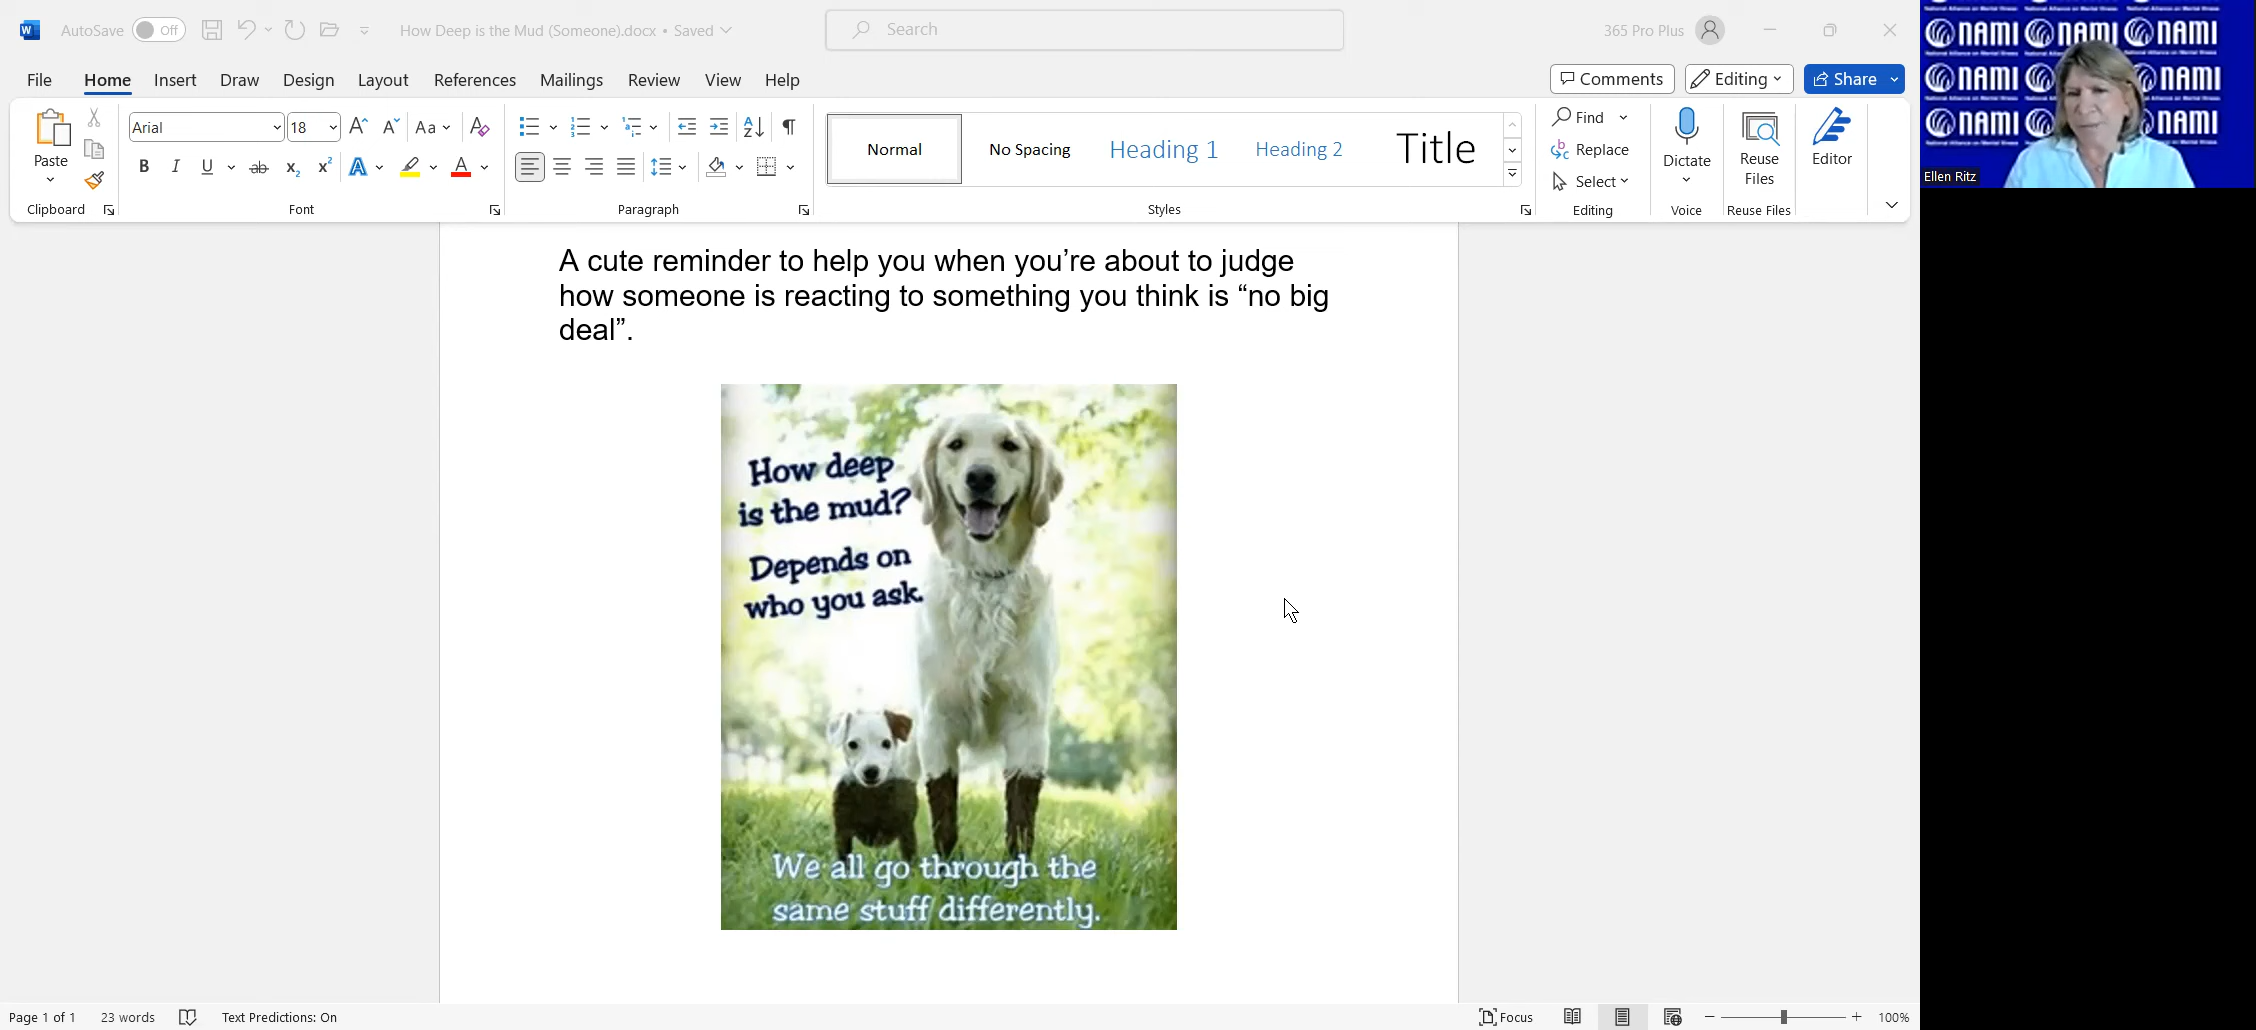 AutoSave Off How Deep is the Mud (Someone).docx • Saved Search 365 Pro Plus
File Home Insert Draw Design Layout References Mailings Review View Help Comments Editing Share
Paste
Clipboard
Arial 18
Font
Paragraph
Normal No Spacing Heading 1 Heading 2 Title
Styles
Find
Replace
Select
Editing
Dictate
Voice
Reuse
Files
Reuse Files
Editor
A cute reminder to help you when you’re about to judge
how someone is reacting to something you think is “no big
deal”.
How deep
is the mud?
Depends on
who you ask.
We all go through the
same stuff differently.
Page 1 of 1 23 words Text Predictions: On Focus 100%
NAMI NAMI NAMI
NAMI NAMI
NAMI NAMI
Ellen Ritz